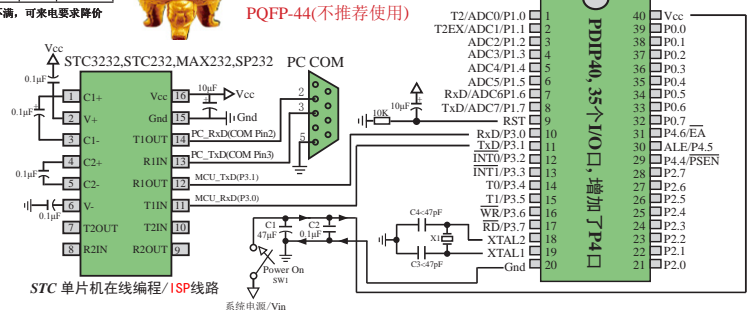 不满，可来电要求降价
PQFP-44(不推荐使用)
Vcc
STC3232,STC232,MAX232,SP232
PC COM
0.1μF
0.1μF
1 C1+
2 V+
3 C1-
4 C2+
5 C2-
6 V-
7 T2OUT
8 R2IN
Vcc 16
Gnd 15
T1OUT 14
R1IN 13
R1OUT 12
T1IN 11
T2IN 10
R2OUT 9
0.1μF
0.1μF
10μF
Vcc
Gnd
PC_RxD(COM Pin2)
PC_TxD(COM Pin3)
MCU_TxD(P3.1)
MCU_RxD(P3.0)
2
3
5
STC 单片机在线编程/ISP线路
C1
47μF
C2
0.1μF
Power On
SW1
系统电源/Vin
10μF
10K
C4<47pF
X1
C3<47pF
T2/ADC0/P1.0 1
T2EX/ADC1/P1.1 2
ADC2/P1.2 3
ADC3/P1.3 4
ADC4/P1.4 5
ADC5/P1.5 6
RxD/ADC6P1.6 7
TxD/ADC7/P1.7 8
RST 9
RxD/P3.0 10
TxD/P3.1 11
INT0/P3.2 12
INT1/P3.3 13
T0/P3.4 14
T1/P3.5 15
WR/P3.6 16
RD/P3.7 17
XTAL2 18
XTAL1 19
Gnd 20
PDIP40, 35个I/O口, 增加了P4口
40 Vcc
39 P0.0
38 P0.1
37 P0.2
36 P0.3
35 P0.4
34 P0.5
33 P0.6
32 P0.7
31 P4.6/EA
30 ALE/P4.5
29 P4.4/PSEN
28 P2.7
27 P2.6
26 P2.5
25 P2.4
24 P2.3
23 P2.2
22 P2.1
21 P2.0